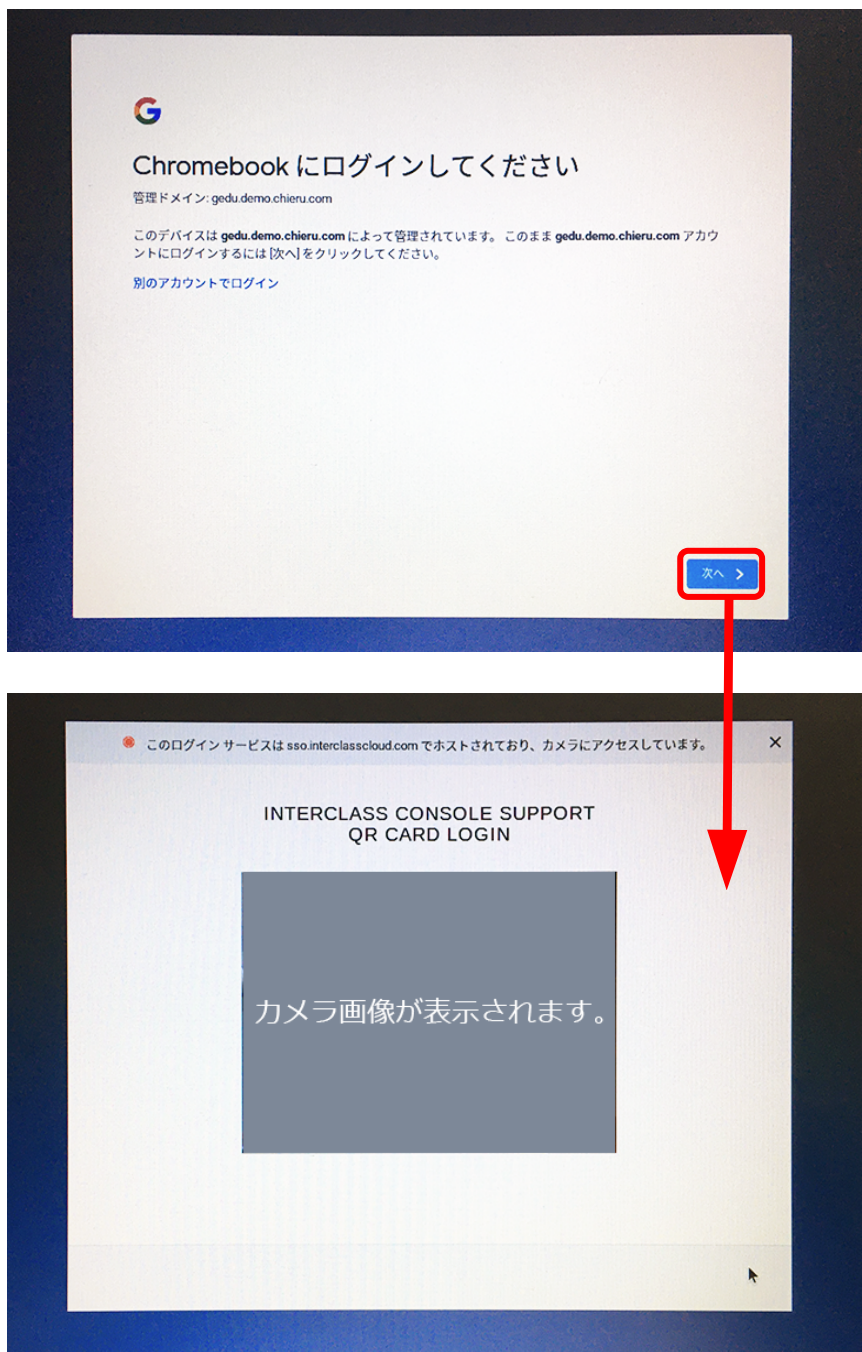 Chromebook にログインしてください
管理ドメイン: gedu.demo.chieru.com
このデバイスは gedu.demo.chieru.com によって管理されています。 このまま gedu.demo.chieru.com アカウ
ントにログインするには [次へ] をクリックしてください。
別のアカウントでログイン
次へ
このログイン サービスは sso.interclasscloud.com でホストされており、カメラにアクセスしています。
INTERCLASS CONSOLE SUPPORT
QR CARD LOGIN
カメラ画像が表示されます。